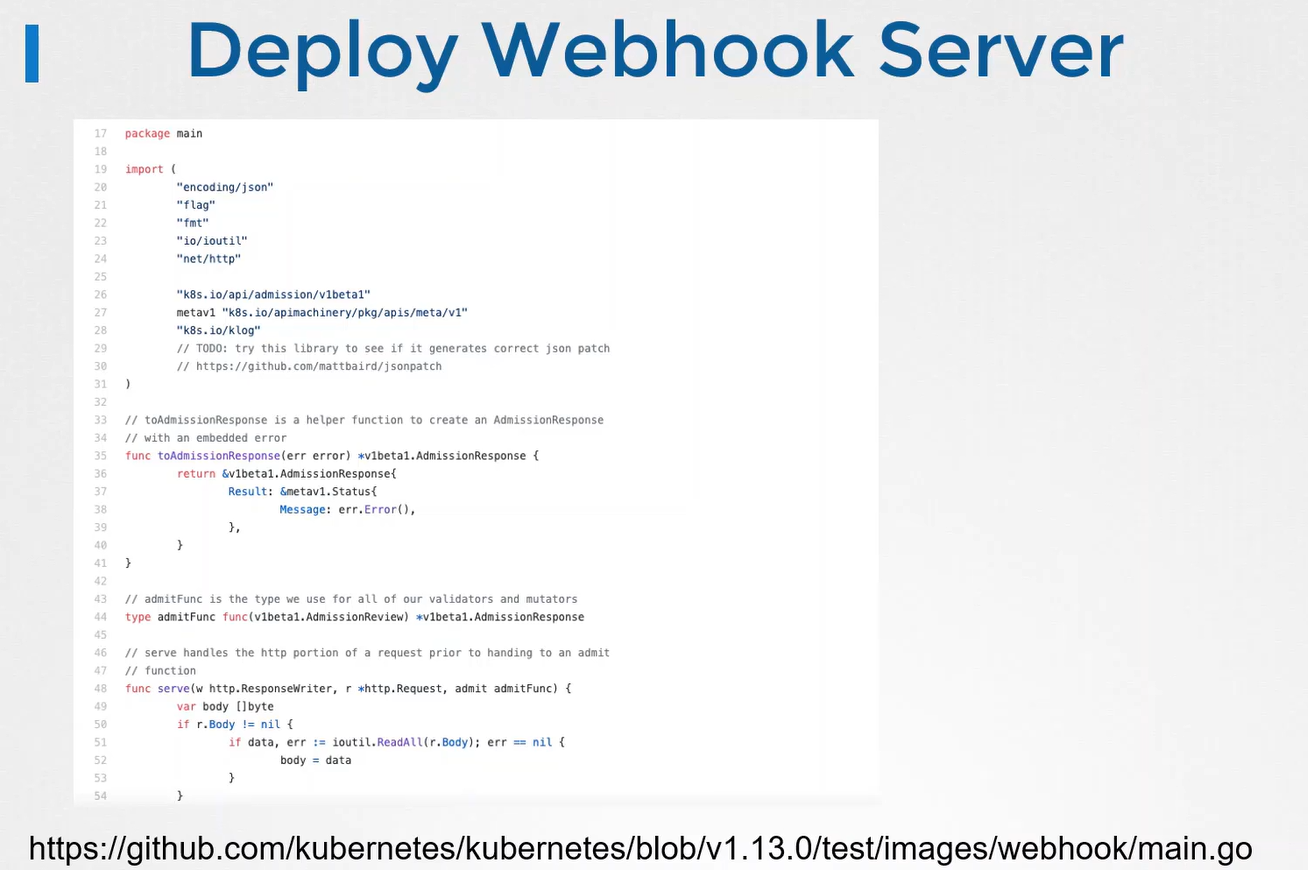 Deploy Webhook Server
17 package main
18
19 import (
20         "encoding/json"
21         "flag"
22         "fmt"
23         "io/ioutil"
24         "net/http"
25
26         "k8s.io/api/admission/v1beta1"
27         metav1 "k8s.io/apimachinery/pkg/apis/meta/v1"
28         "k8s.io/klog"
29         // TODO: try this library to see if it generates correct json patch
30         // https://github.com/mattbaird/jsonpatch
31 )
32
33 // toAdmissionResponse is a helper function to create an AdmissionResponse
34 // with an embedded error
35 func toAdmissionResponse(err error) *v1beta1.AdmissionResponse {
36         return &v1beta1.AdmissionResponse{
37                 Result: &metav1.Status{
38                         Message: err.Error(),
39                 },
40         }
41 }
42
43 // admitFunc is the type we use for all of our validators and mutators
44 type admitFunc func(v1beta1.AdmissionReview) *v1beta1.AdmissionResponse
45
46 // serve handles the http portion of a request prior to handing to an admit
47 // function
48 func serve(w http.ResponseWriter, r *http.Request, admit admitFunc) {
49         var body []byte
50         if r.Body != nil {
51                 if data, err := ioutil.ReadAll(r.Body); err == nil {
52                         body = data
53                 }
54         }
https://github.com/kubernetes/kubernetes/blob/v1.13.0/test/images/webhook/main.go